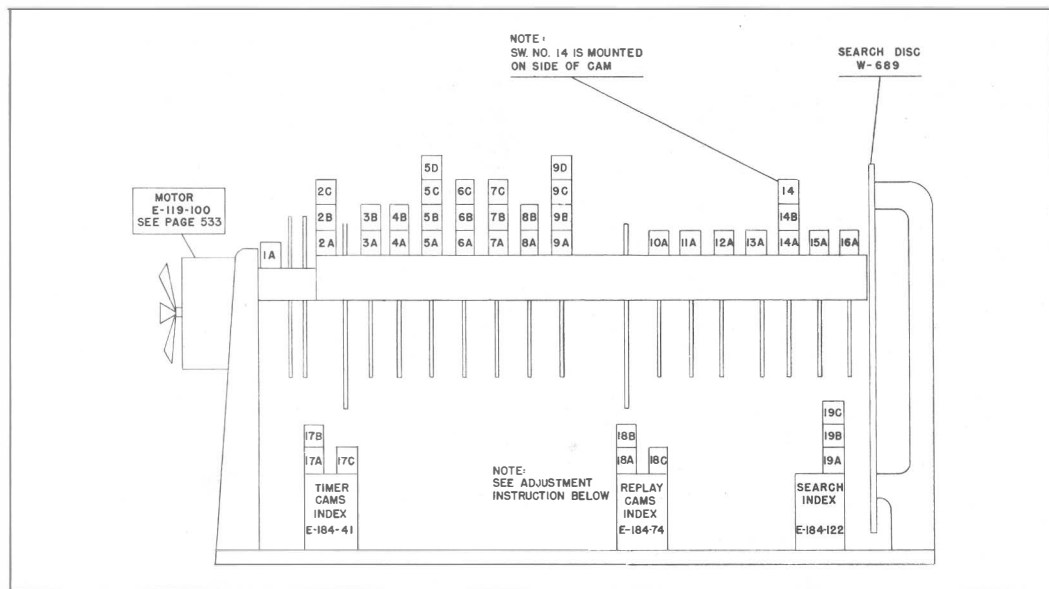 NOTE:
SW. NO. 14 IS MOUNTED
ON SIDE OF CAM
SEARCH DISC
W-689
MOTOR
E-119-100
SEE PAGE 533
1A
2C
2B
2A
3B
3A
4B
4A
5D
5C
5B
5A
6C
6B
6A
7C
7B
7A
8B
8A
9D
9C
9B
9A
10A
11A
12A
13A
14
14B
14A
15A
16A
17B
17A
17C
TIMER
CAMS
INDEX
E-184-41
NOTE:
SEE ADJUSTMENT
INSTRUCTION BELOW
18B
18A
18C
REPLAY
CAMS
INDEX
E-184-74
19C
19B
19A
SEARCH
INDEX
E-184-122